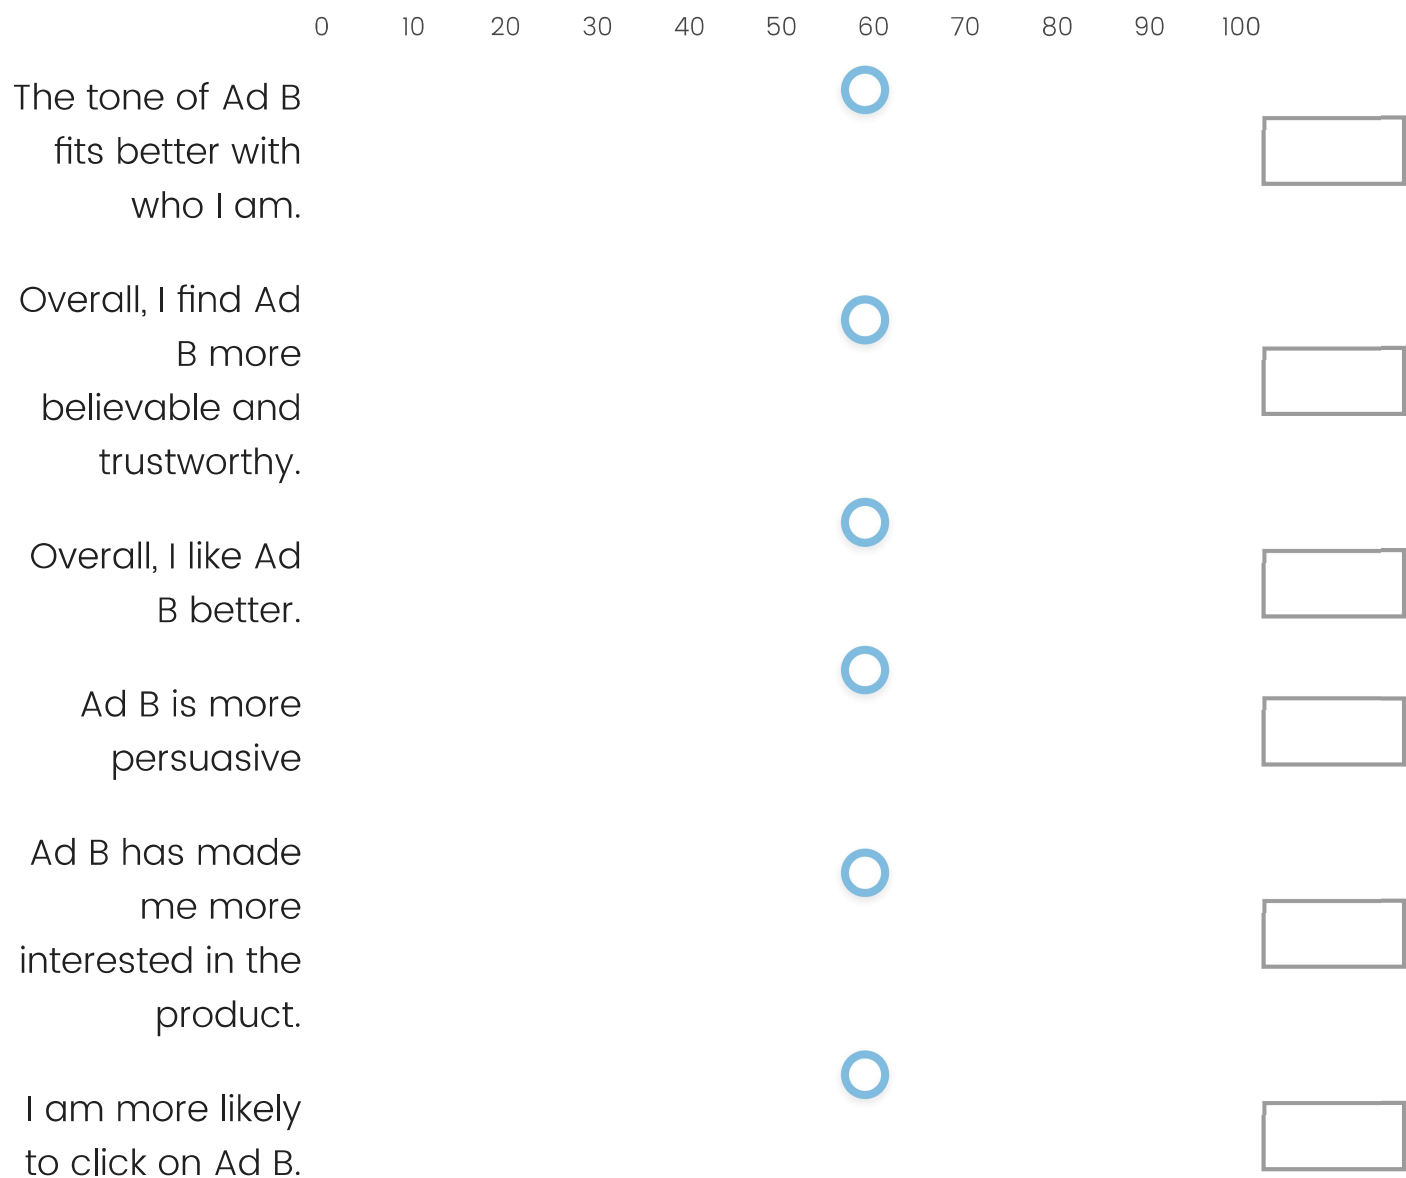 0 10 20 30 40 50 60 70 80 90 100
The tone of Ad B
fits better with
who I am.
Overall, I find Ad
B more
believable and
trustworthy.
Overall, I like Ad
B better.
Ad B is more
persuasive
Ad B has made
me more
interested in the
product.
I am more likely
to click on Ad B.